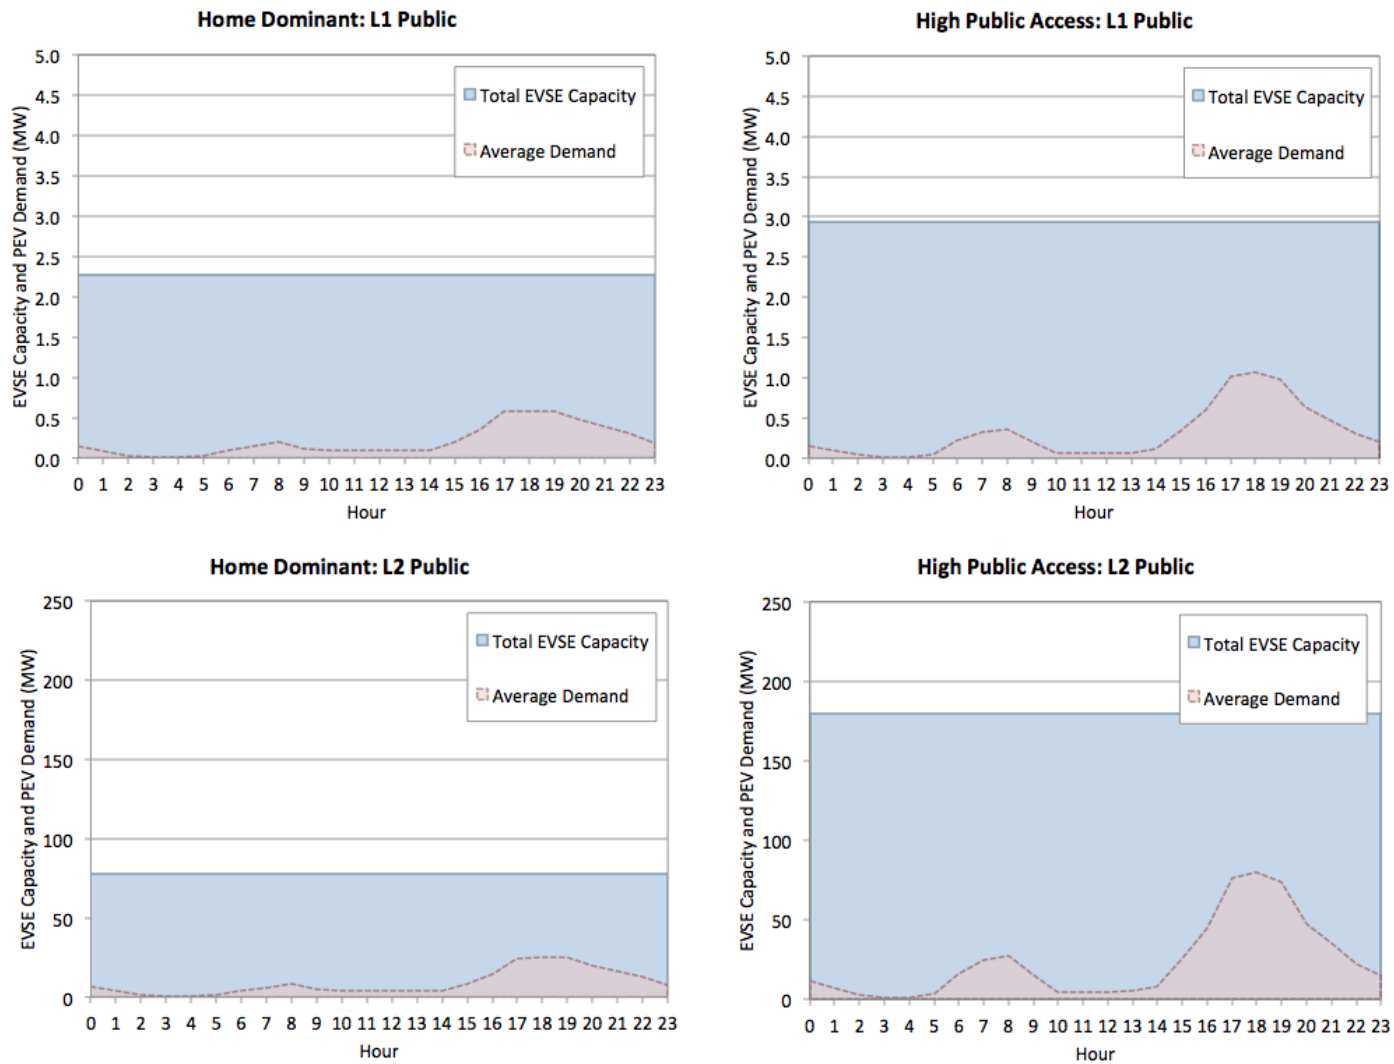 Home Dominant: L1 Public
EVSE Capacity and PEV Demand (MW)
5.0
4.5
4.0
3.5
3.0
2.5
2.0
1.5
1.0
0.5
0.0
Total EVSE Capacity
Average Demand
0 1 2 3 4 5 6 7 8 9 10 11 12 13 14 15 16 17 18 19 20 21 22 23
Hour
High Public Access: L1 Public
EVSE Capacity and PEV Demand (MW)
5.0
4.5
4.0
3.5
3.0
2.5
2.0
1.5
1.0
0.5
0.0
Total EVSE Capacity
Average Demand
0 1 2 3 4 5 6 7 8 9 10 11 12 13 14 15 16 17 18 19 20 21 22 23
Hour
Home Dominant: L2 Public
EVSE Capacity and PEV Demand (MW)
250
200
150
100
50
0
Total EVSE Capacity
Average Demand
0 1 2 3 4 5 6 7 8 9 10 11 12 13 14 15 16 17 18 19 20 21 22 23
Hour
High Public Access: L2 Public
EVSE Capacity and PEV Demand (MW)
250
200
150
100
50
0
Total EVSE Capacity
Average Demand
0 1 2 3 4 5 6 7 8 9 10 11 12 13 14 15 16 17 18 19 20 21 22 23
Hour